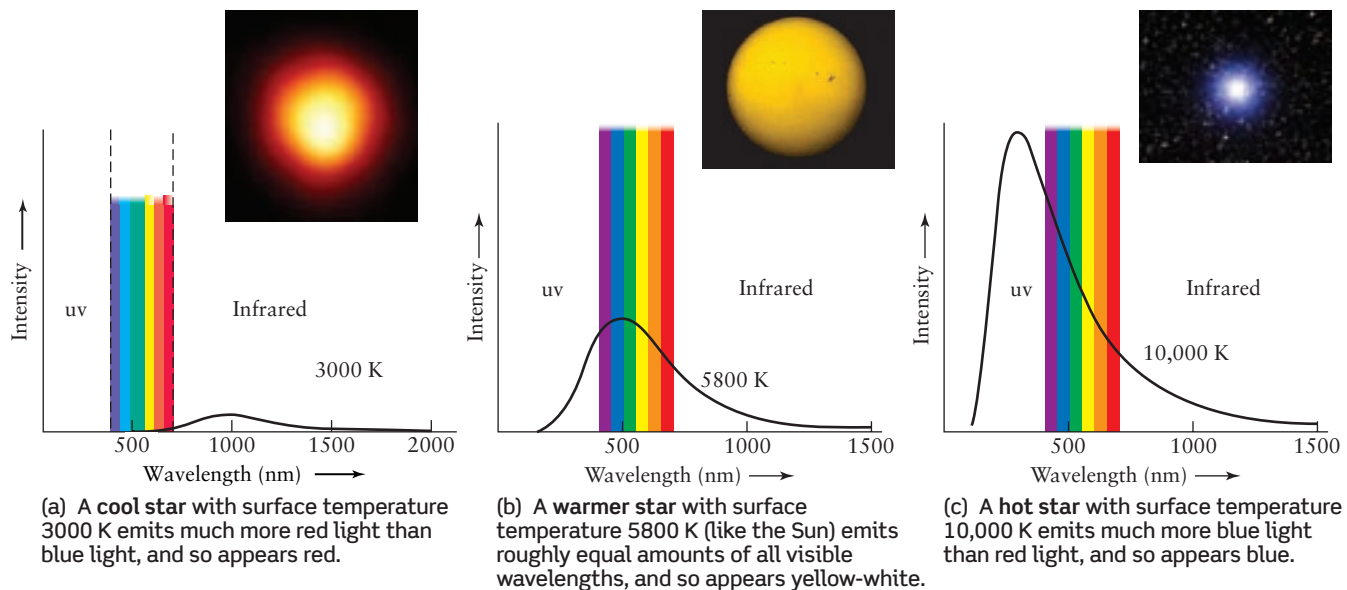 Intensity
uv
Infrared
3000 K
500
1000
1500
2000
Wavelength (nm)
(a) A cool star with surface temperature
3000 K emits much more red light than
blue light, and so appears red.
Intensity
uv
Infrared
5800 K
500
1000
1500
Wavelength (nm)
(b) A warmer star with surface
temperature 5800 K (like the Sun) emits
roughly equal amounts of all visible
wavelengths, and so appears yellow-white.
Intensity
uv
Infrared
10,000 K
500
1000
1500
Wavelength (nm)
(c) A hot star with surface temperature
10,000 K emits much more blue light
than red light, and so appears blue.